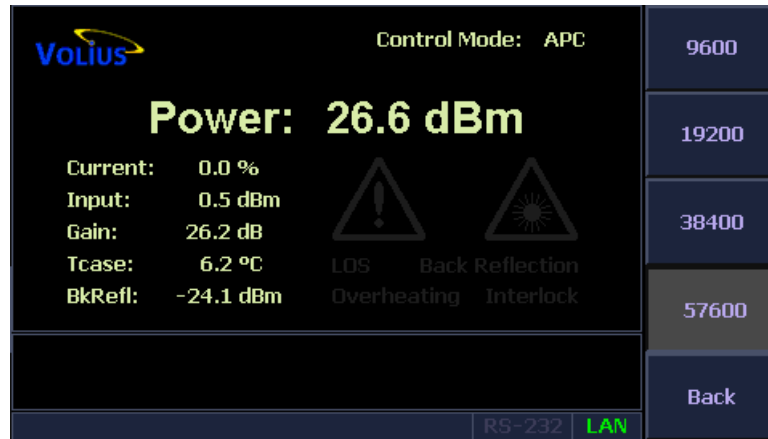 VOLIUS
Control Mode: APC
Power: 26.6 dBm
Current: 0.0 %
Input: 0.5 dBm
Gain: 26.2 dB
Tcase: 6.2 ºC
BkRefl: -24.1 dBm
LOS Back Reflection
Overheating Interlock
RS-232 LAN
9600
19200
38400
57600
Back